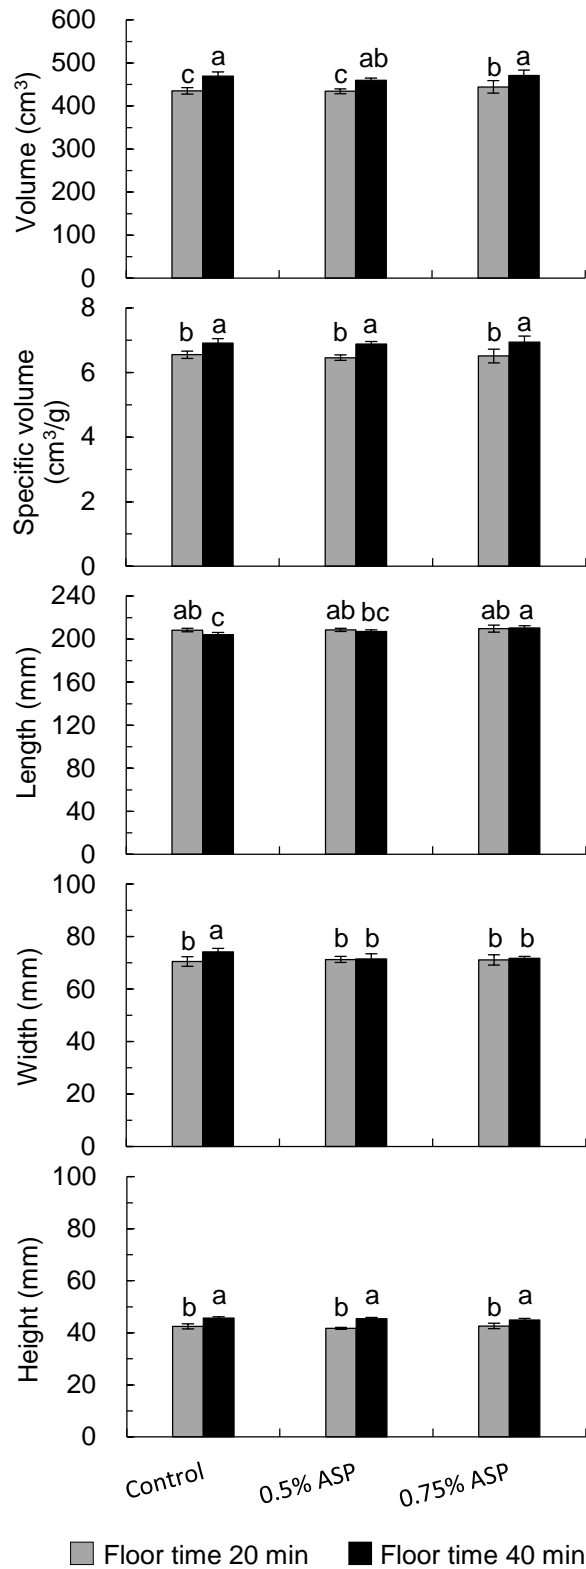 600
500
400
300
200
100
0
Volume (cm³)
c a c ab b a
8
6
4
2
0
Specific volume
(cm³/g)
b a b a b a
240
200
160
120
80
40
0
Length (mm)
ab c ab bc ab a
100
80
60
40
20
0
Width (mm)
b a b b b b
100
80
60
40
20
0
Height (mm)
b a b a b a
Control 0.5% ASP 0.75% ASP
Floor time 20 min Floor time 40 min